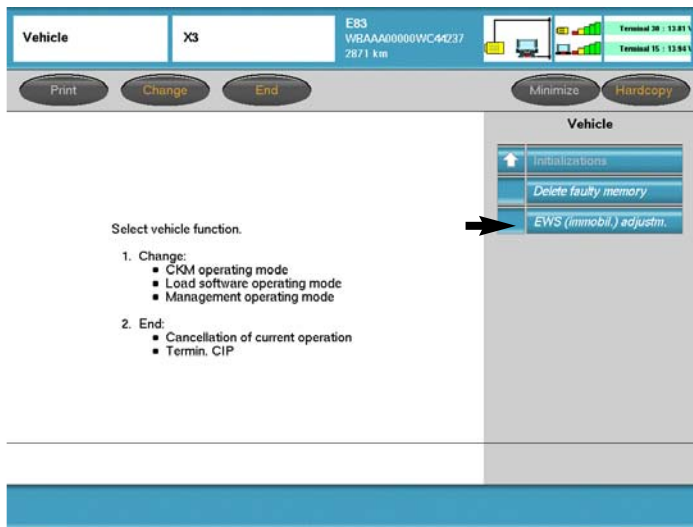 Vehicle
X3
E83
WBAAA00000WC44237
2871 km
Terminal 30 : 13.81 V
Terminal 15 : 13.94 V
Print
Change
End
Minimize
Hardcopy
Vehicle
Initializations
Delete faulty memory
EWS (immobil.) adjustm.
Select vehicle function.
1. Change:
▪ CKM operating mode
▪ Load software operating mode
▪ Management operating mode
2. End:
▪ Cancellation of current operation
▪ Termin. CIP